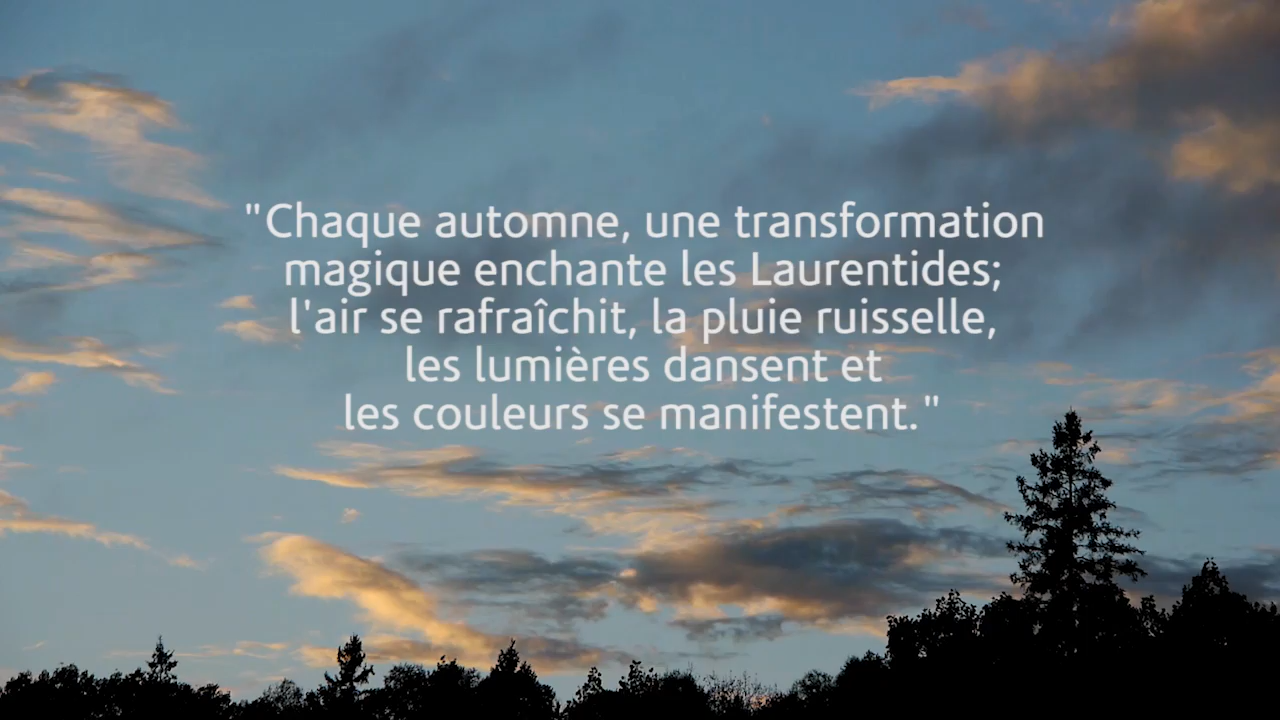 "Chaque automne, une transformation
magique enchante les Laurentides;
l'air se rafraîchit, la pluie ruisselle,
les lumières dansent et
les couleurs se manifestent."